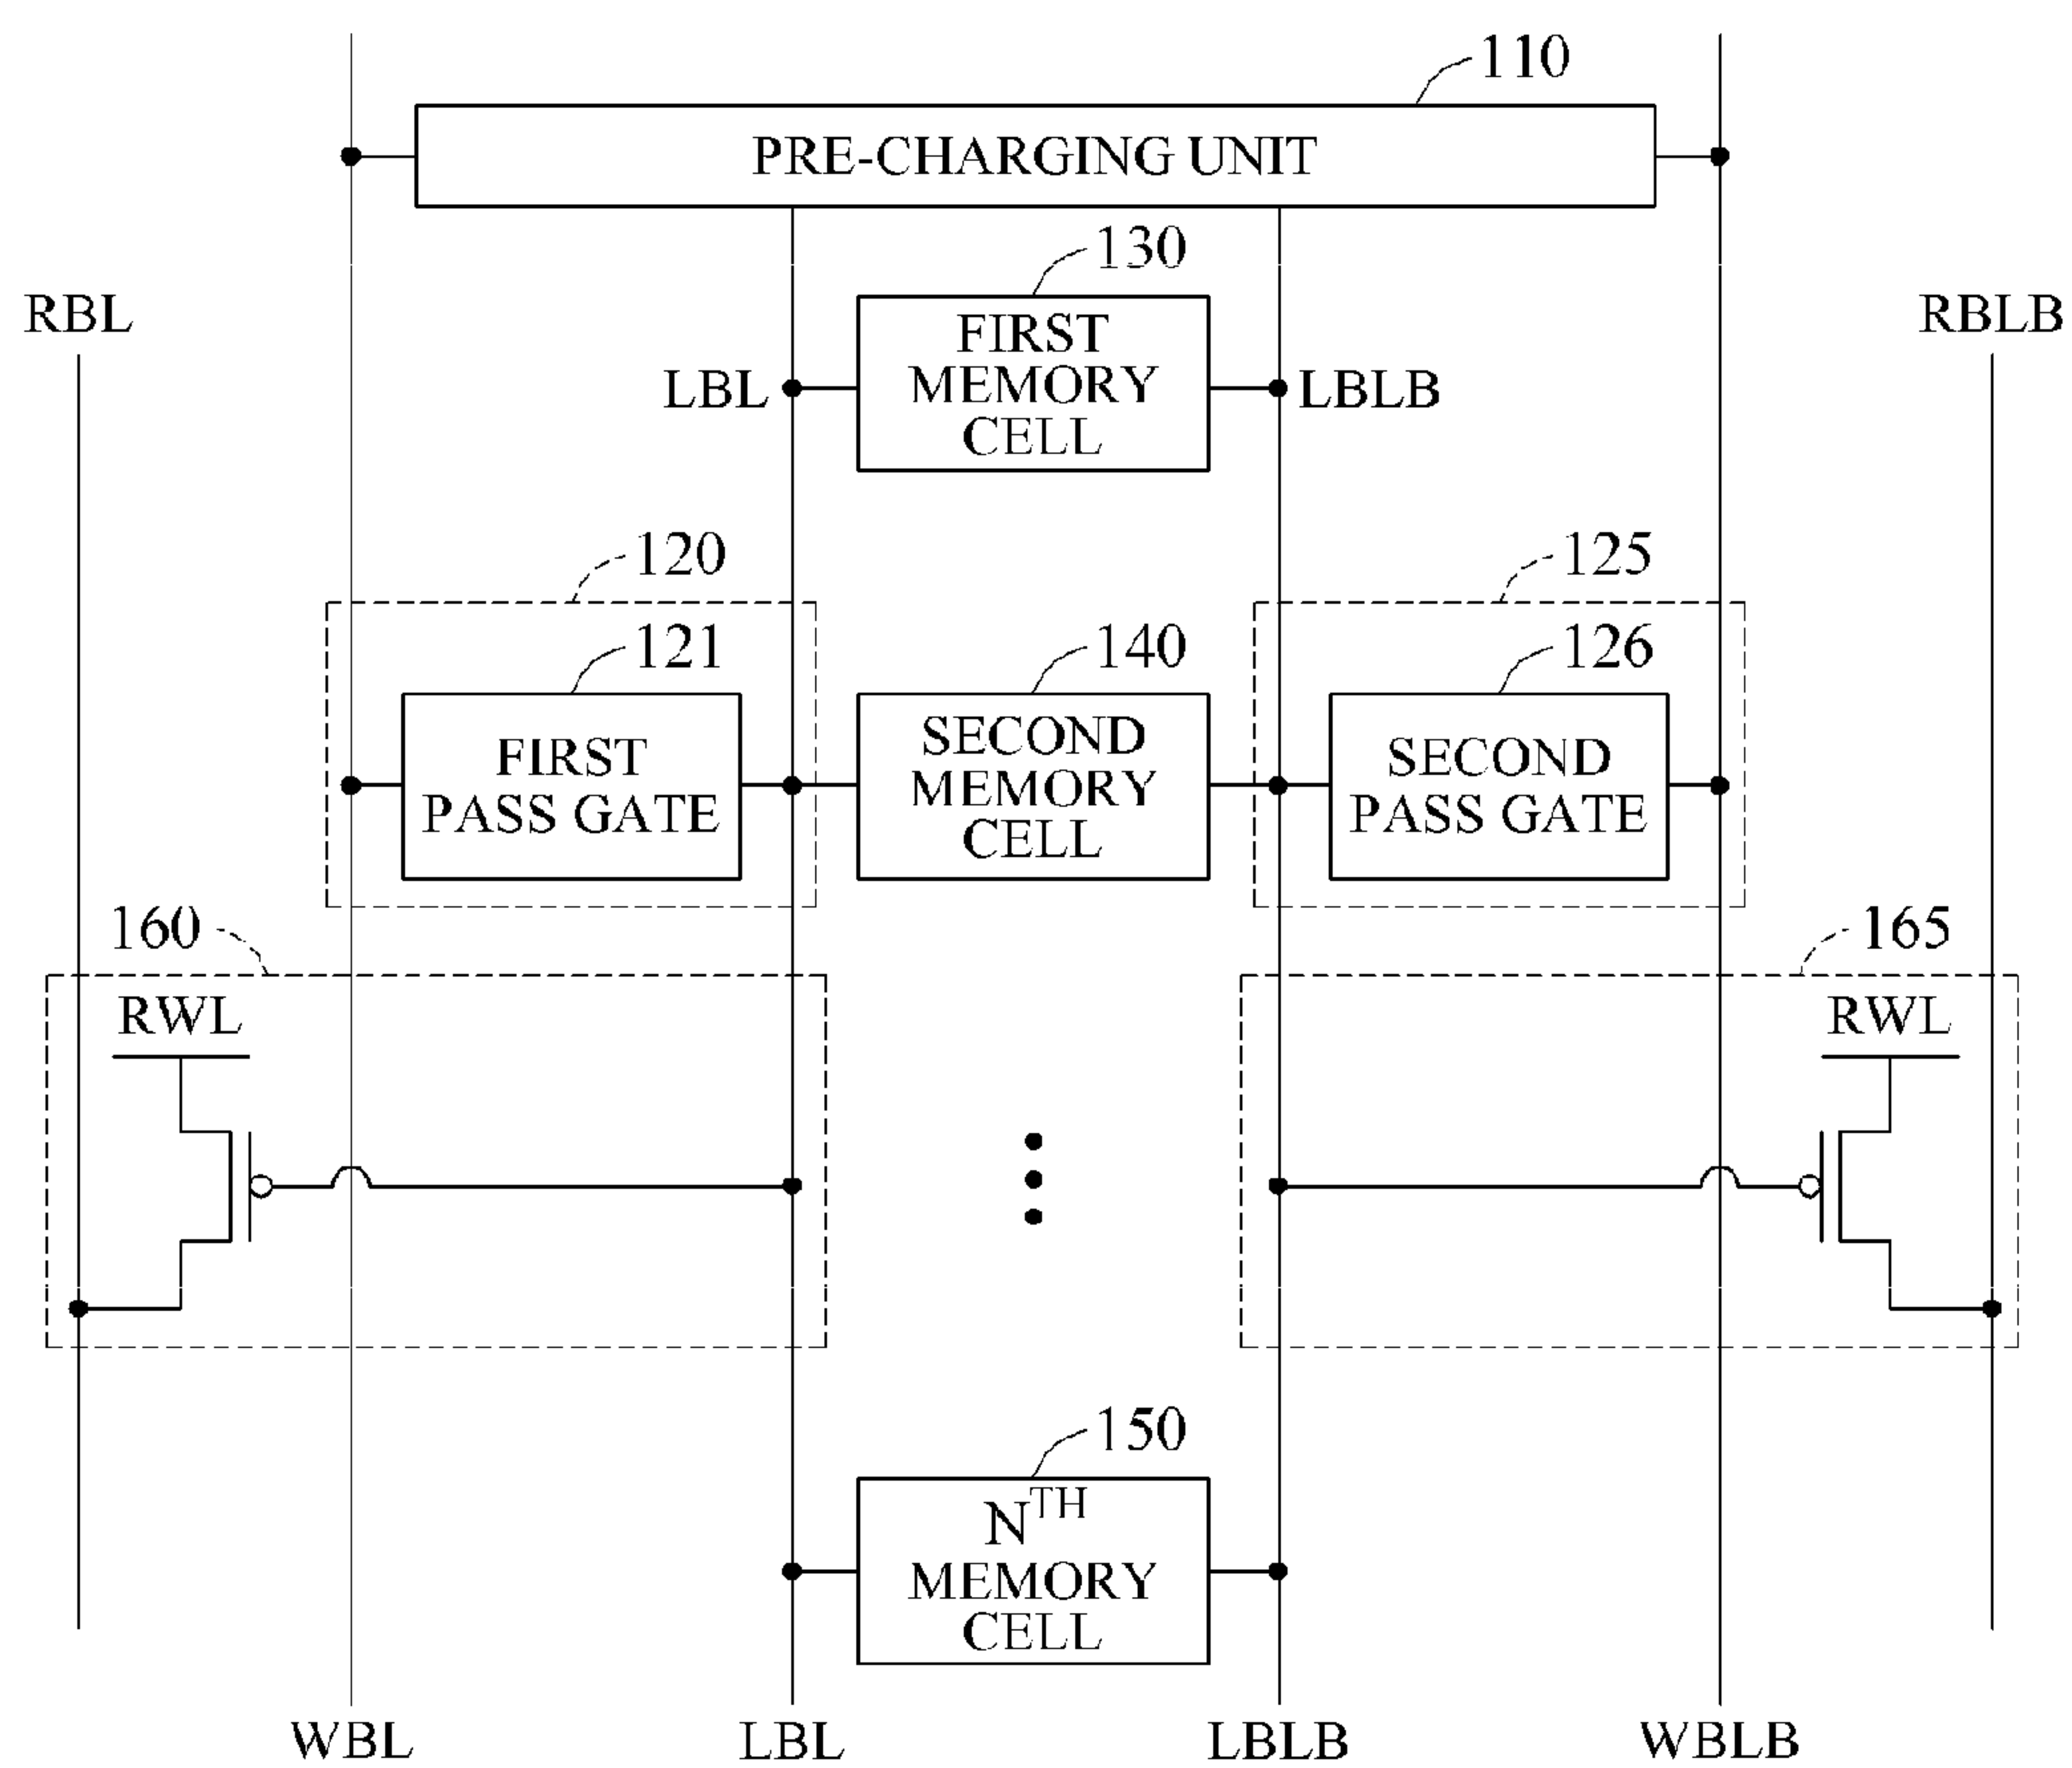 110
PRE-CHARGING UNIT
130
RBL
RBLB
FIRST
MEMORY
CELL
LBL
LBLB
120
125
121
140
126
FIRST
PASS GATE
SECOND
MEMORY
CELL
SECOND
PASS GATE
160
165
RWL
RWL
150
NTH
MEMORY
CELL
WBL
LBL
LBLB
WBLB